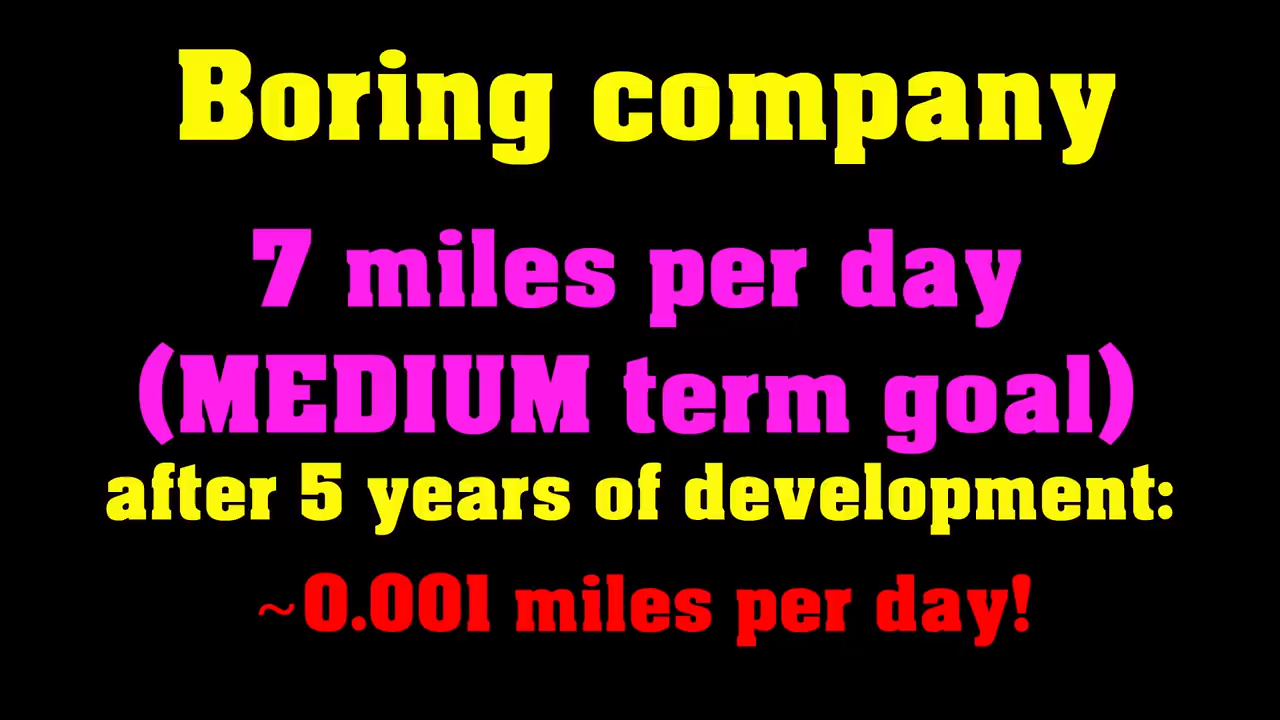 Boring company
7 miles per day
(MEDIUM term goal)
after 5 years of development:
~0.001 miles per day!